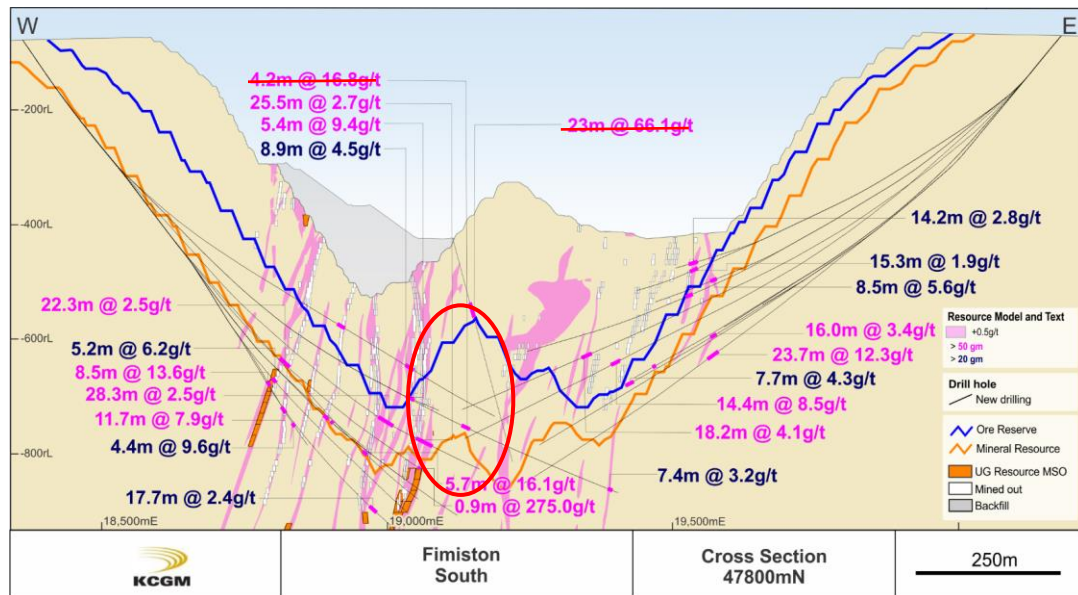 W
E
4.2m @ 16.8g/t
25.5m @ 2.7g/t
5.4m @ 9.4g/t
8.9m @ 4.5g/t
23m @ 66.1g/t
-200rL
-400rL
-600rL
-800rL
14.2m @ 2.8g/t
15.3m @ 1.9g/t
8.5m @ 5.6g/t
16.0m @ 3.4g/t
23.7m @ 12.3g/t
7.7m @ 4.3g/t
14.4m @ 8.5g/t
18.2m @ 4.1g/t
7.4m @ 3.2g/t
22.3m @ 2.5g/t
5.2m @ 6.2g/t
8.5m @ 13.6g/t
28.3m @ 2.5g/t
11.7m @ 7.9g/t
4.4m @ 9.6g/t
17.7m @ 2.4g/t
5.7m @ 16.1g/t
0.9m @ 275.0g/t
18,500mE
19,000mE
19,500mE
Resource Model and Text
+0.5g/t
> 50 gm
> 20 gm
Drill hole
New drilling
Ore Reserve
Mineral Resource
UG Resource MSO
Mined out
Backfill
KCGM
Fimiston
South
Cross Section
47800mN
250m